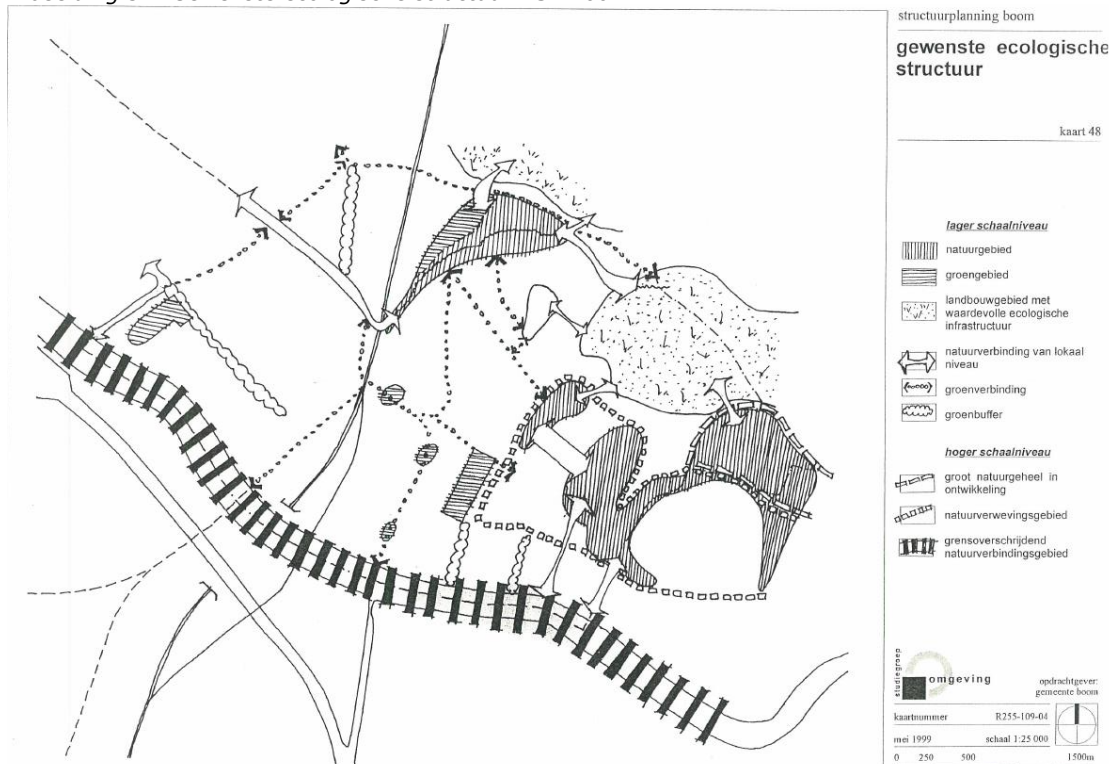 structuurplanning boom
gewenste ecologische
structuur
kaart 48
lager schaalniveau
natuurgebied
groengebied
landbouwgebied met
waardevolle ecologische
infrastructuur
natuurverbinding van lokaal
niveau
groenverbinding
groenbuffer
hoger schaalniveau
groot natuurgeheel in
ontwikkeling
natuurverwevingsgebied
grensoverschrijdend
natuurverbindingsgebied
studiegroep
omgeving
opdrachtgever:
gemeente boom
kaartnummer R255-109-04
mei 1999 schaal 1:25 000
0 250 500 1500m